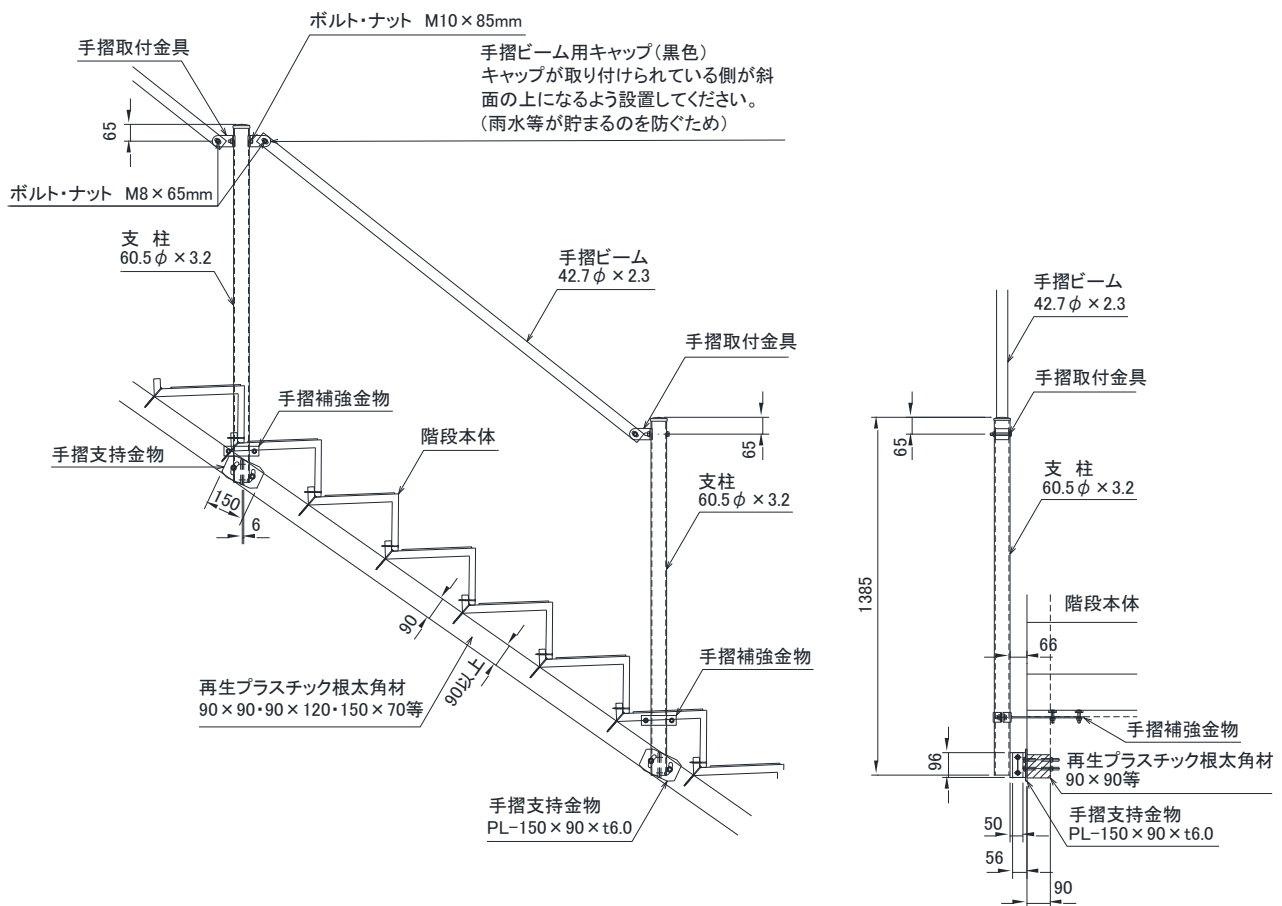 ボルト・ナット M10×85mm
手摺取付金具
手摺ビーム用キャップ(黒色)
キャップが取り付けられている側が斜
面の上になるよう設置してください。
(雨水等が貯まるのを防ぐため)
65
ボルト・ナット M8×65mm
支 柱
60.5φ×3.2
手摺ビーム
42.7φ×2.3
手摺取付金具
65
手摺補強金物
階段本体
手摺支持金物
150
6
支柱
60.5φ×3.2
90
90以上
手摺補強金物
再生プラスチック根太角材
90×90・90×120・150×70等
手摺支持金物
PL-150×90×t6.0
手摺ビーム
42.7φ×2.3
手摺取付金具
65
支 柱
60.5φ×3.2
1385
階段本体
66
手摺補強金物
96
再生プラスチック根太角材
90×90等
手摺支持金物
PL-150×90×t6.0
50
56
90